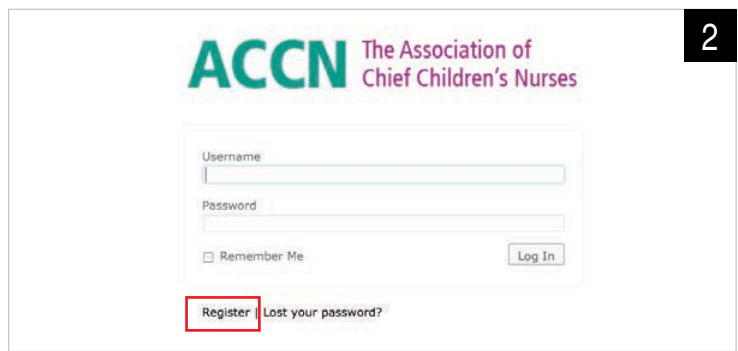 2
ACCN The Association of
Chief Children's Nurses
Username
Password
Remember Me
Log In
Register | Lost your password?